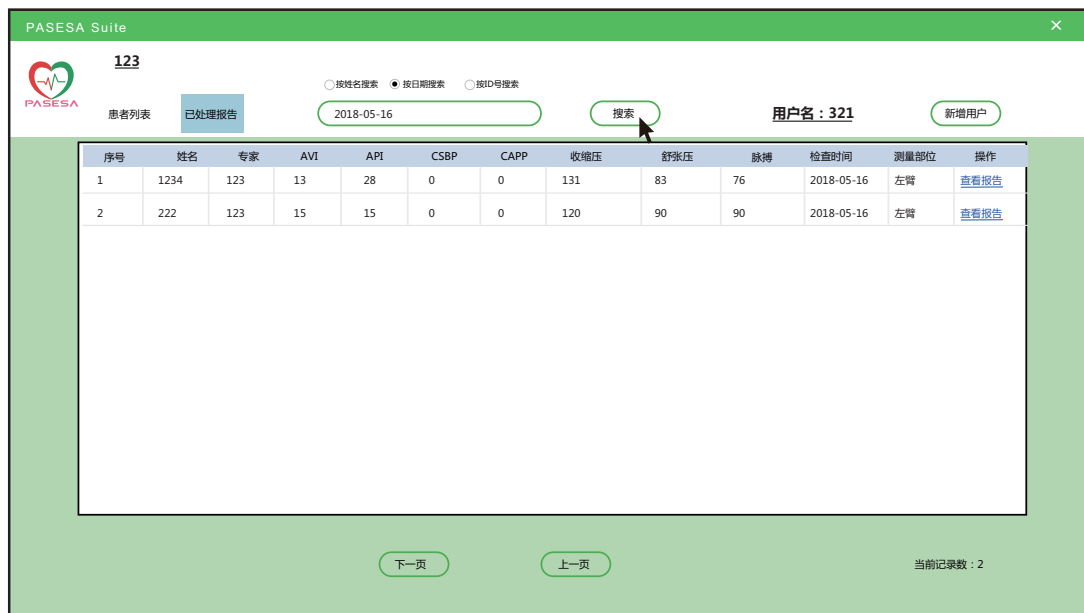 PASESA Suite ×
123
PASESA
按姓名搜索 按日期搜索 按ID号搜索
患者列表 已处理报告 2018-05-16 搜索 用户名：321 新增用户
序号 姓名 专家 AVI API CSBP CAPP 收缩压 舒张压 脉搏 检查时间 测量部位 操作
1 1234 123 13 28 0 0 131 83 76 2018-05-16 左臂 查看报告
2 222 123 15 15 0 0 120 90 90 2018-05-16 左臂 查看报告
下一页 上一页 当前记录数：2